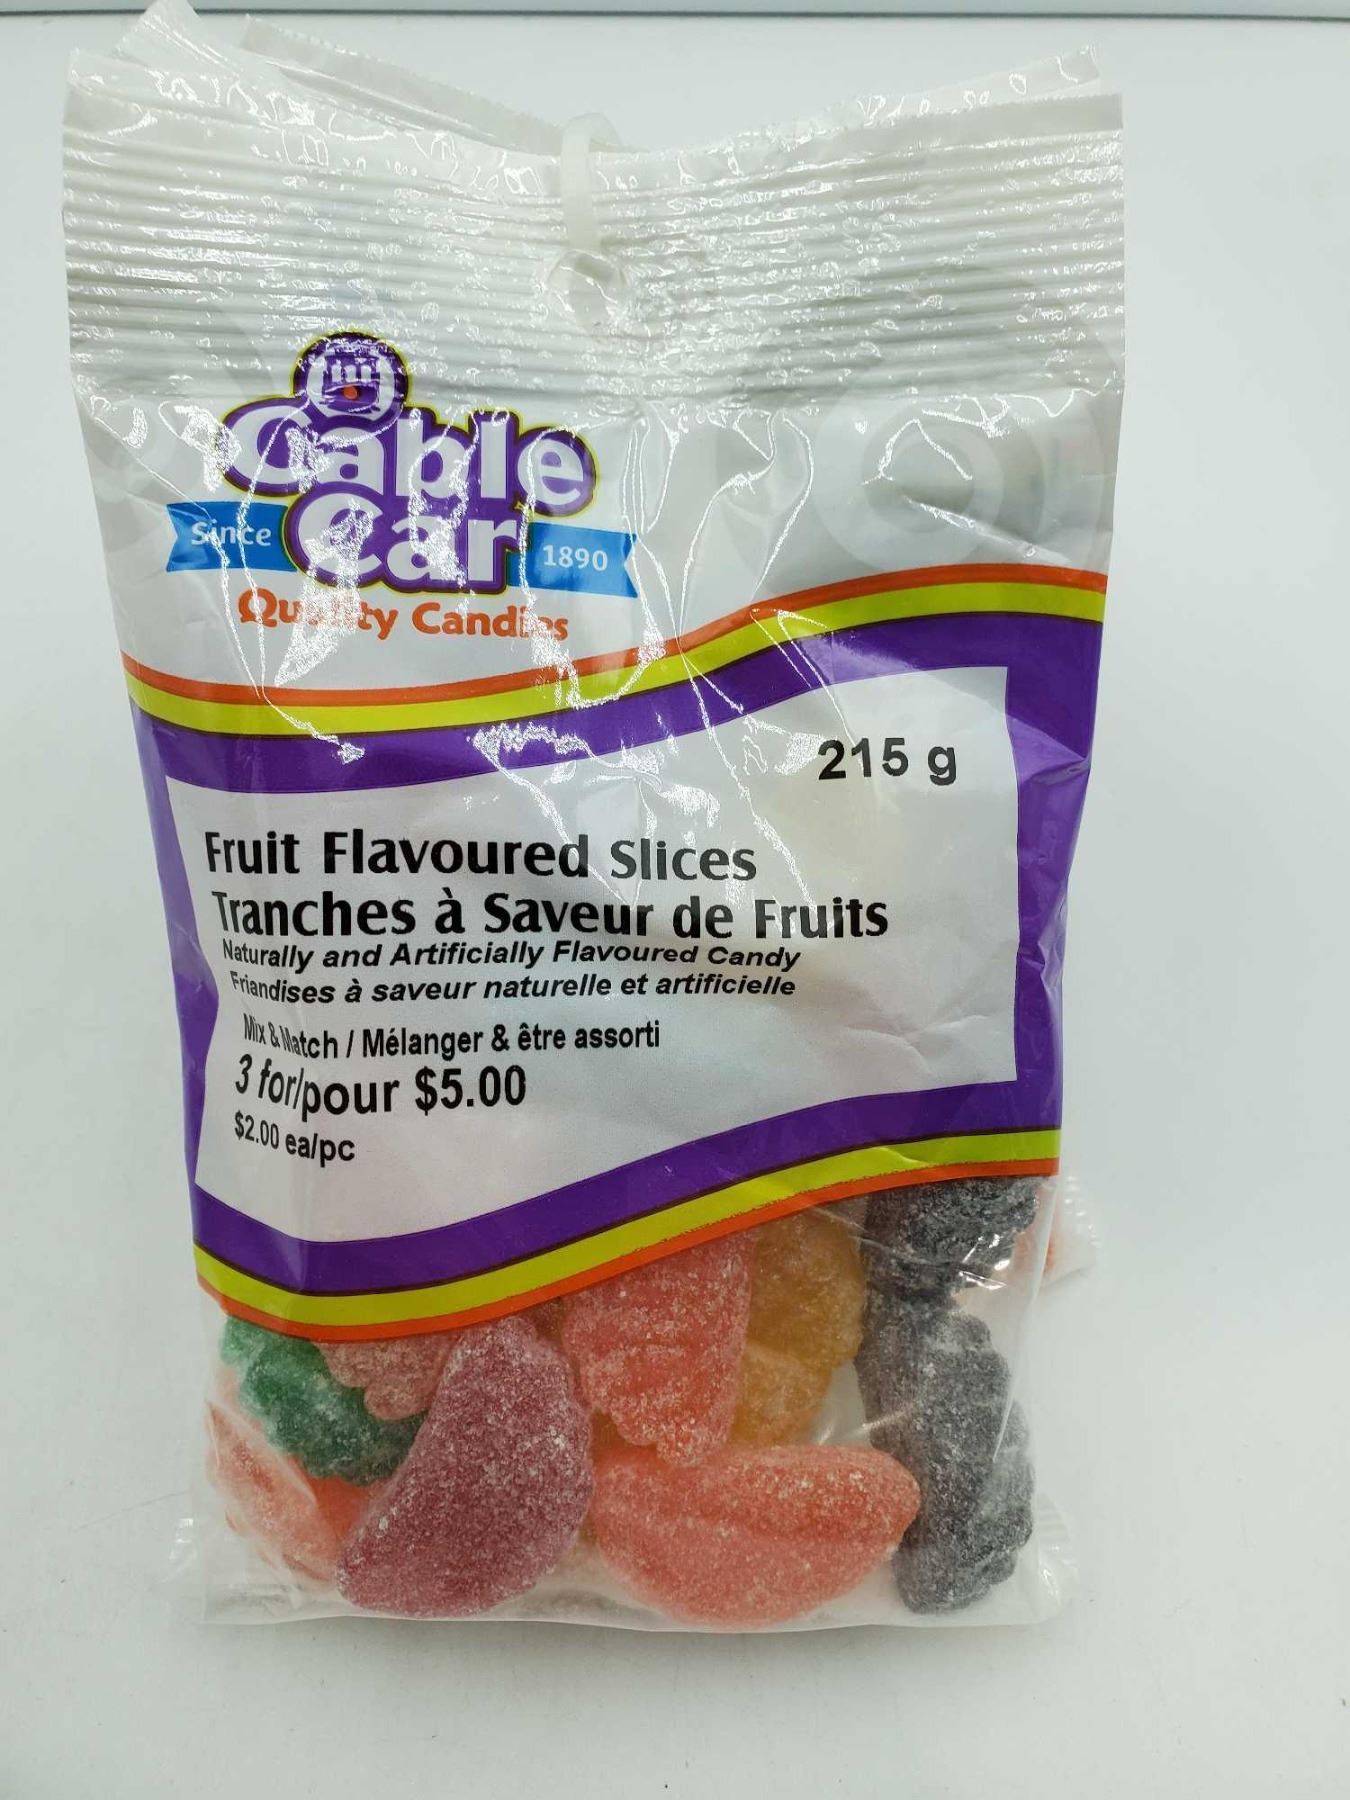 Cable
Car
Since 1890
Quality Candies
215 g
Fruit Flavoured Slices
Tranches à Saveur de Fruits
Naturally and Artificially Flavoured Candy
Friandises à saveur naturelle et artificielle
Mix & Match / Mélanger & être assorti
3 for/pour $5.00
$2.00 ea/pc